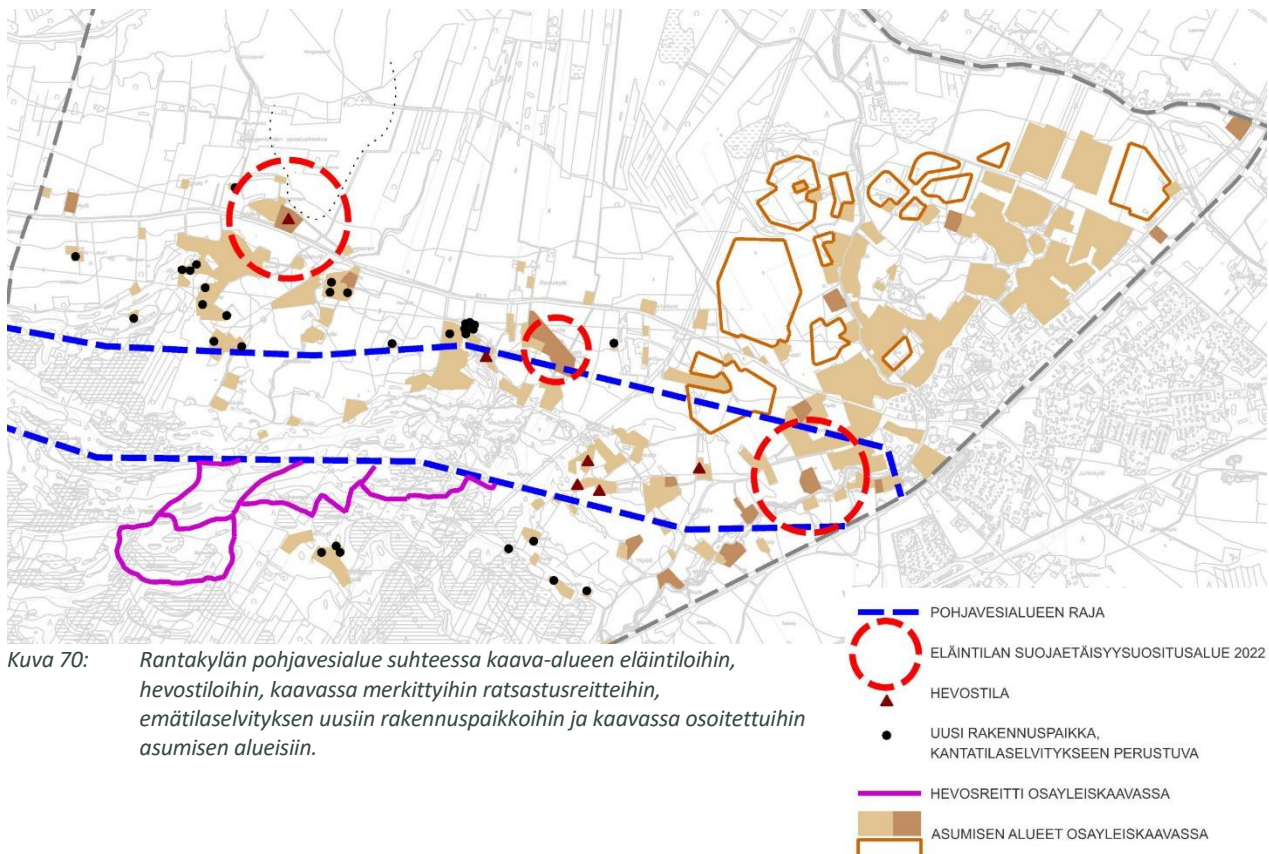 Kuva 70: Rantakylän pohjavesialue suhteessa kaava-alueen eläintiloihin,
hevostiloihin, kaavassa merkittyihin ratsastusreitteihin,
emätilaselvityksen uusiin rakennuspaikkoihin ja kaavassa osoitettuihin
asumisen alueisiin.
POHJAVESIALUEEN RAJA
ELÄINTILAN SUOJAETÄISYYSUOSITUSALUE 2022
HEVOSTILA
UUSI RAKENNUSPAIKKA,
KANTATILASELVITYKSEEN PERUSTUVA
HEVOSREITTI OSAYLEISKAAVASSA
ASUMISEN ALUEET OSAYLEISKAAVASSA